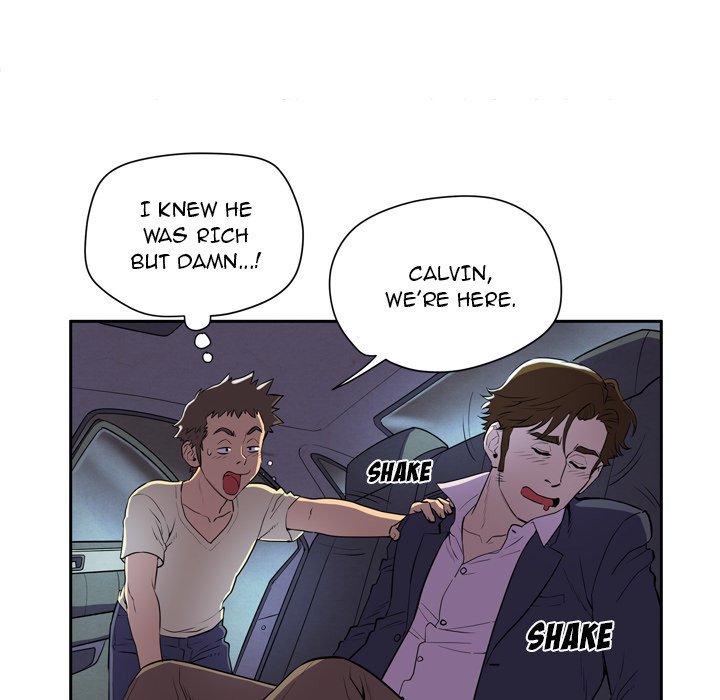 I KNEW HE
WAS RICH
BUT DAMN...!
CALVIN,
WE'RE HERE.
SHAKE
SHAKE